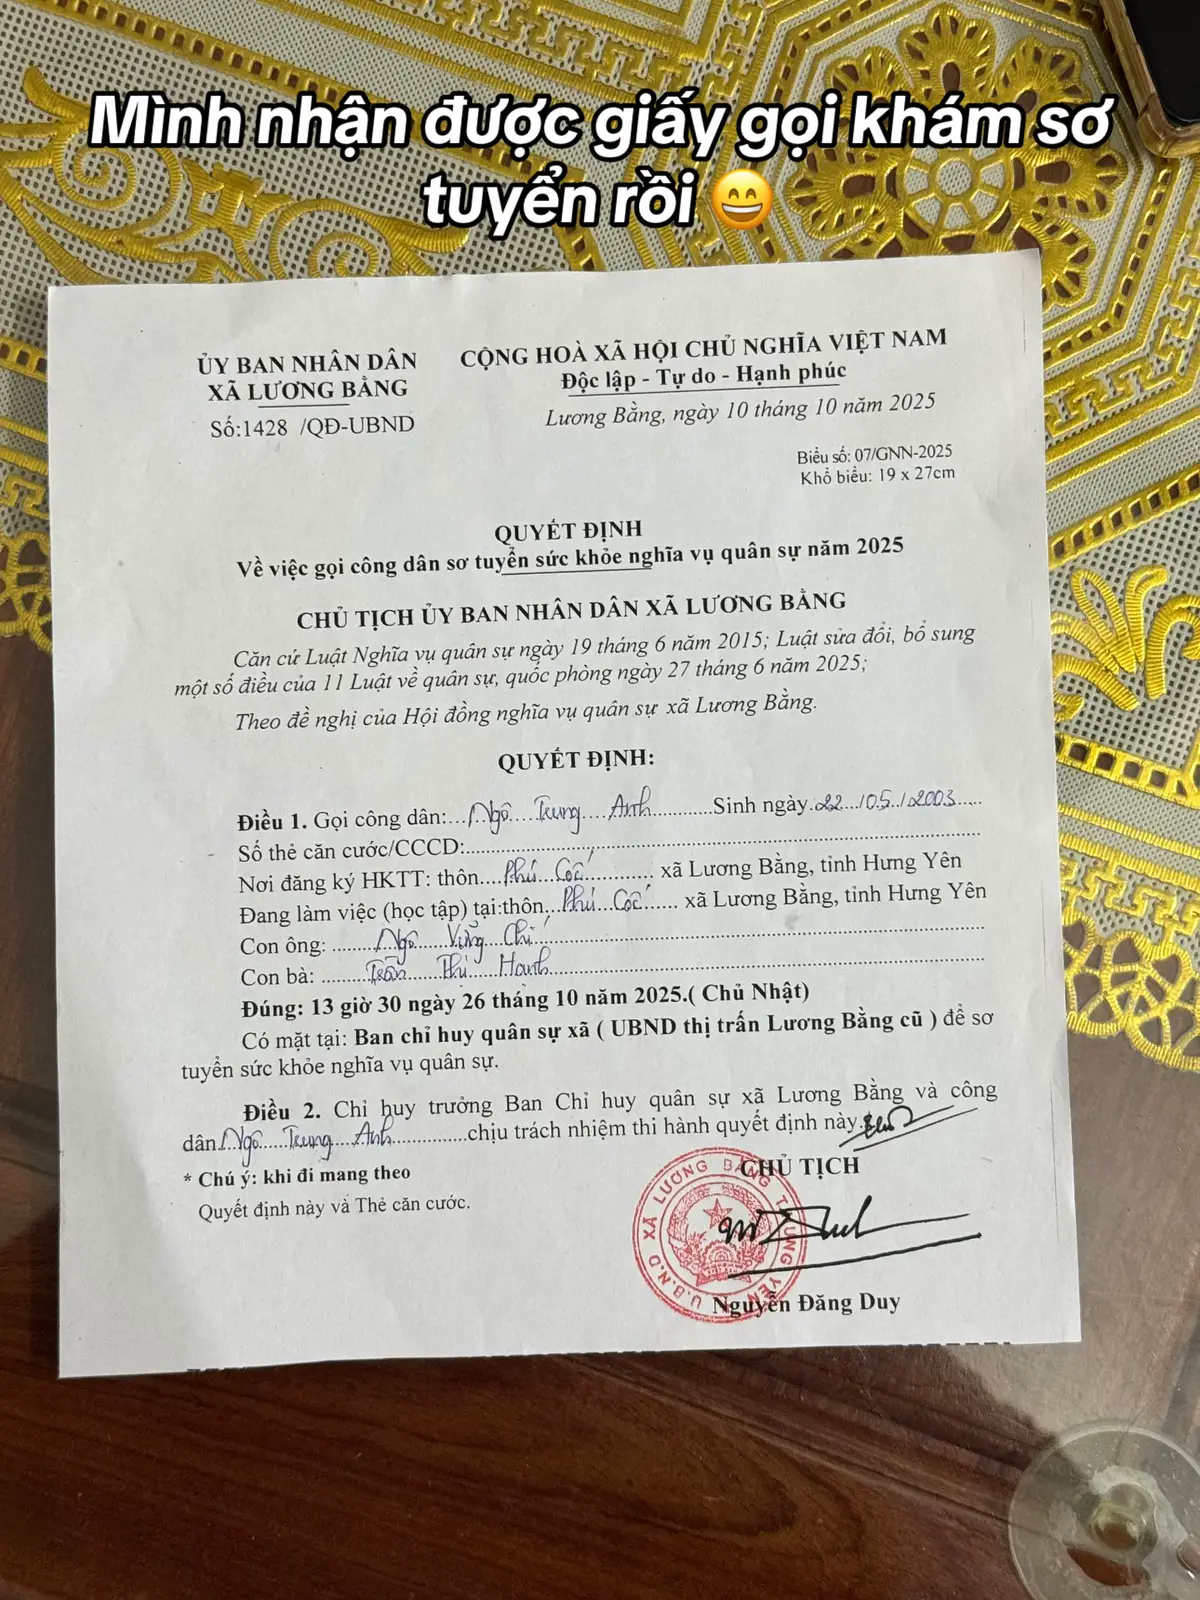 Mình nhận được giấy gọi khám sơ
tuyển rồi 😄
ỦY BAN NHÂN DÂN
XÃ LƯƠNG BẰNG
Số:1428 /QĐ-UBND
CỘNG HOÀ XÃ HỘI CHỦ NGHĨA VIỆT NAM
Độc lập - Tự do - Hạnh phúc
Lương Bằng, ngày 10 tháng 10 năm 2025
Biểu số: 07/GNN-2025
Khổ biểu: 19 x 27cm
QUYẾT ĐỊNH
Về việc gọi công dân sơ tuyển sức khỏe nghĩa vụ quân sự năm 2025
CHỦ TỊCH ỦY BAN NHÂN DÂN XÃ LƯƠNG BẰNG
Căn cứ Luật Nghĩa vụ quân sự ngày 19 tháng 6 năm 2015; Luật sửa đổi, bổ sung
một số điều của 11 Luật về quân sự, quốc phòng ngày 27 tháng 6 năm 2025;
Theo đề nghị của Hội đồng nghĩa vụ quân sự xã Lương Bằng.
QUYẾT ĐỊNH:
Điều 1. Gọi công dân: Ngô Trung Anh Sinh ngày 22/05/2003
Số thẻ căn cước/CCCD:
Nơi đăng ký HKTT: thôn Phú Cốc xã Lương Bằng, tỉnh Hưng Yên
Đang làm việc (học tập) tại:thôn Phú Cốc xã Lương Bằng, tỉnh Hưng Yên
Con ông: Ngô Chí
Con bà: Trần Thị Hanh
Đúng: 13 giờ 30 ngày 26 tháng 10 năm 2025.( Chủ Nhật)
Có mặt tại: Ban chỉ huy quân sự xã ( UBND thị trấn Lương Bằng cũ ) để sơ
tuyển sức khỏe nghĩa vụ quân sự.
Điều 2. Chỉ huy trưởng Ban Chỉ huy quân sự xã Lương Bằng và công
dân Ngô Trung Anh chịu trách nhiệm thi hành quyết định này.
* Chú ý: khi đi mang theo
Quyết định này và Thẻ căn cước.
CHỦ TỊCH
U.B.N.D XÃ LƯƠNG BẰNG T. HƯNG YÊN
Nguyễn Đăng Duy